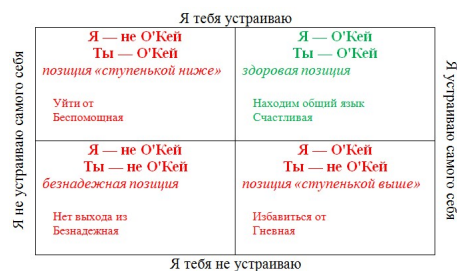 Я тебя устраиваю
Я не устраиваю самого себя
Я — не О'Кей
Ты — О'Кей
позиция «ступенькой ниже»
Уйти от
Беспомощная
Я — О'Кей
Ты — О'Кей
здоровая позиция
Находим общий язык
Счастливая
Я устраиваю самого себя
Я — не О'Кей
Ты — не О'Кей
безнадежная позиция
Нет выхода из
Безнадежная
Я — О'Кей
Ты — не О'Кей
позиция «ступенькой выше»
Избавиться от
Гневная
Я тебя не устраиваю